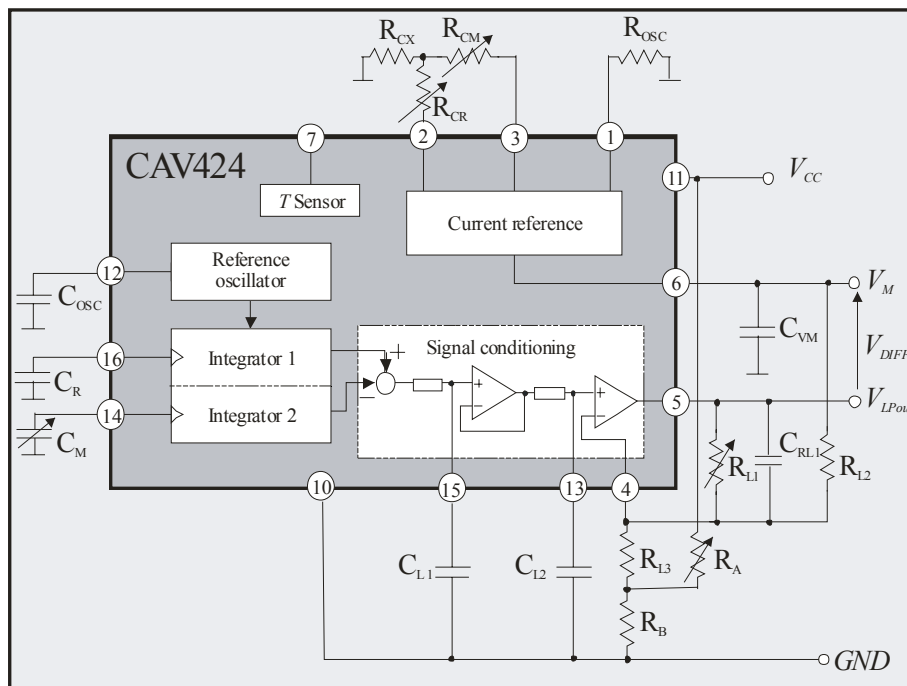 R_CX
R_CM
R_OSC
R_CR
7
2
3
1
CAV424
11
V_CC
T Sensor
Current reference
12
Reference
oscillator
6
V_M
C_OSC
C_VM
V_DIFF
16
Integrator 1
+
Signal conditioning
C_R
−
+
−
+
−
5
V_LPout
14
Integrator 2
C_M
R_L1
C_RL1
R_L2
10
15
13
4
C_L1
C_L2
R_L3
R_A
R_B
GND